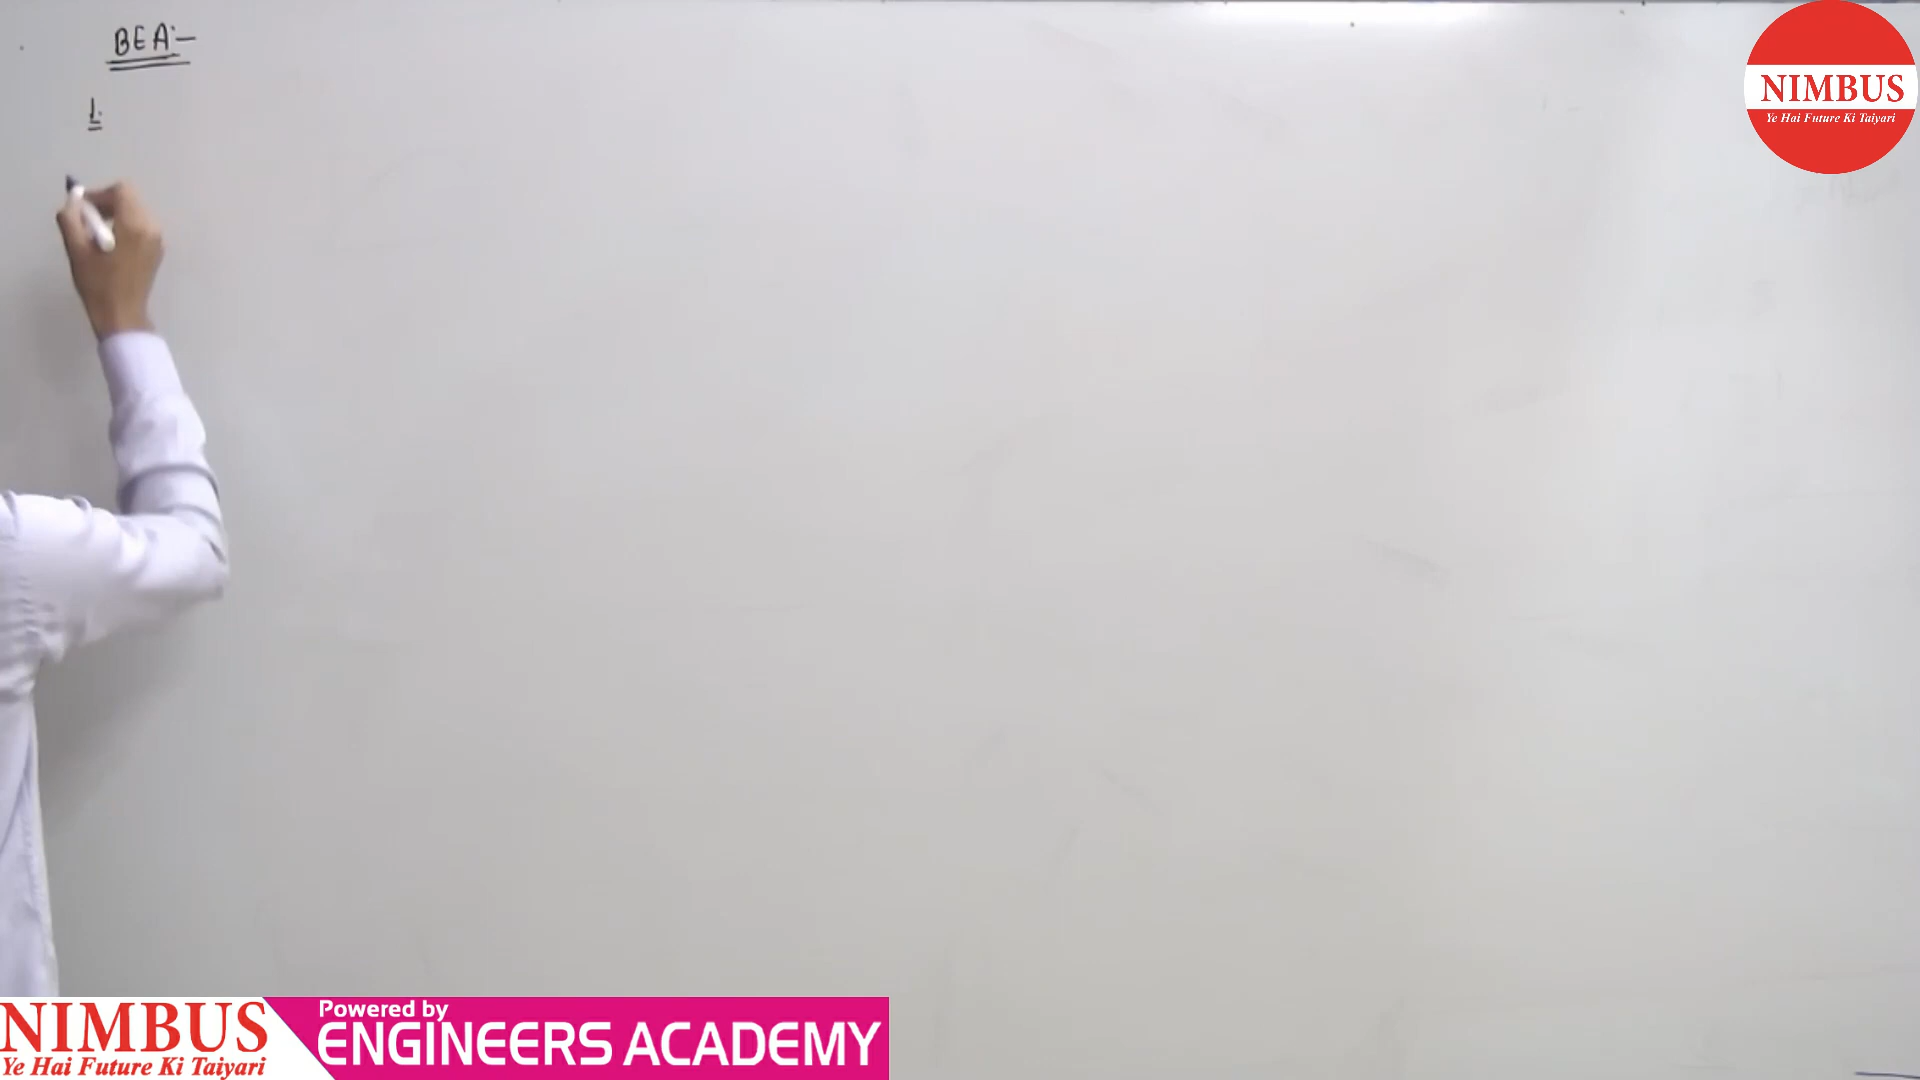 BEA:-
1.
NIMBUS
Ye Hai Future Ki Taiyari
NIMBUS
Ye Hai Future Ki Taiyari
Powered by
ENGINEERS ACADEMY